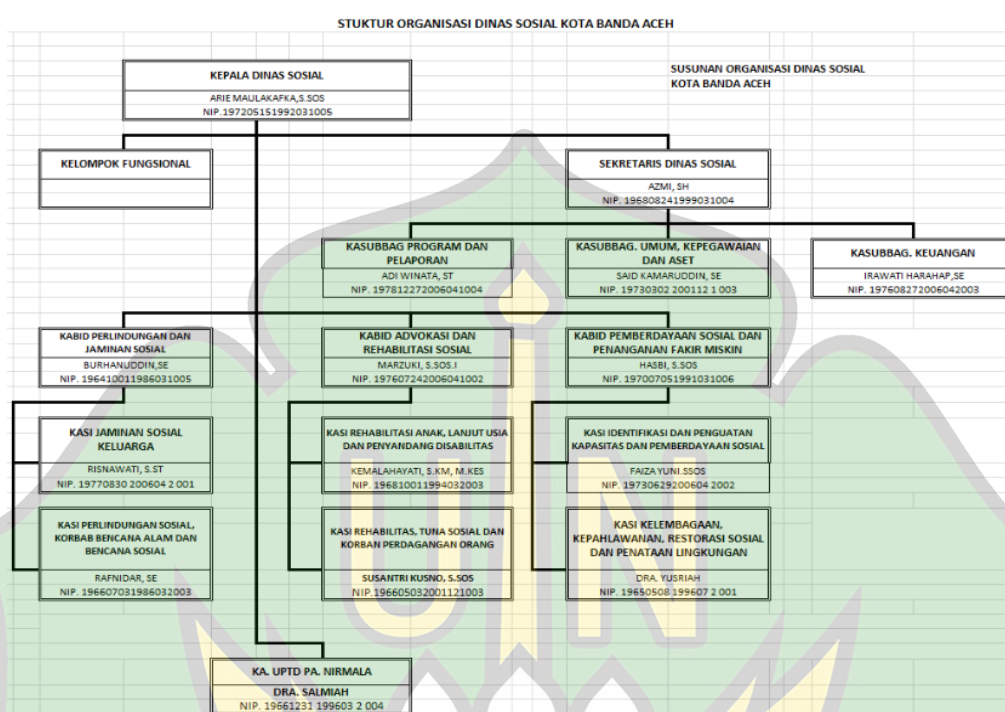 STUKTUR ORGANISASI DINAS SOSIAL KOTA BANDA ACEH
SUSUNAN ORGANISASI DINAS SOSIAL
KOTA BANDA ACEH
KEPALA DINAS SOSIAL
ARIE MAULAKAFKA,S.SOS
NIP.197205151992031005
KELOMPOK FUNGSIONAL
SEKRETARIS DINAS SOSIAL
AZMI, SH
NIP. 196808241999031004
KASUBBAG PROGRAM DAN
PELAPORAN
ADI WINATA, ST
NIP. 197812272006041004
KASUBBAG. UMUM, KEPEGAWAIAN
DAN ASET
SAID KAMARUDDIN, SE
NIP. 19730302 200112 1 003
KASUBBAG. KEUANGAN
IRAWATI HARAHAP,SE
NIP. 197608272006042003
KABID PERLINDUNGAN DAN
JAMINAN SOSIAL
BURHANUDDIN,SE
NIP. 196410011986031005
KABID ADVOKASI DAN
REHABILITASI SOSIAL
MARZUKI, S.SOS.I
NIP. 197607242006041002
KABID PEMBERDAYAAN SOSIAL DAN
PENANGANAN FAKIR MISKIN
HASBI, S.SOS
NIP. 197007051991031006
KASI JAMINAN SOSIAL
KELUARGA
RISNAWATI, S.ST
NIP. 19770830 200604 2 001
KASI REHABILITASI ANAK, LANJUT USIA
DAN PENYANDANG DISABILITAS
KEMALAHAYATI, S.KM, M.KES
NIP. 196810011994032003
KASI IDENTIFIKASI DAN PENGUATAN
KAPASITAS DAN PEMBERDAYAAN SOSIAL
FAIZA YUNI.SSOS
NIP. 19730629200604 2002
KASI PERLINDUNGAN SOSIAL,
KORBAB BENCANA ALAM DAN
BENCANA SOSIAL
RAFNIDAR, SE
NIP. 196607031986032003
KASI REHABILITAS, TUNA SOSIAL DAN
KORBAN PERDAGANGAN ORANG
SUSANTRI KUSNO, S.SOS
NIP.196605032001121003
KASI KELEMBAGAAN,
KEPAHLAWANAN, RESTORASI SOSIAL
DAN PENATAAN LINGKUNGAN
DRA. YUSRIAH
NIP. 19650508 199607 2 001
KA. UPTD PA. NIRMALA
DRA. SALMIAH
NIP. 19661231 199603 2 004
UIN